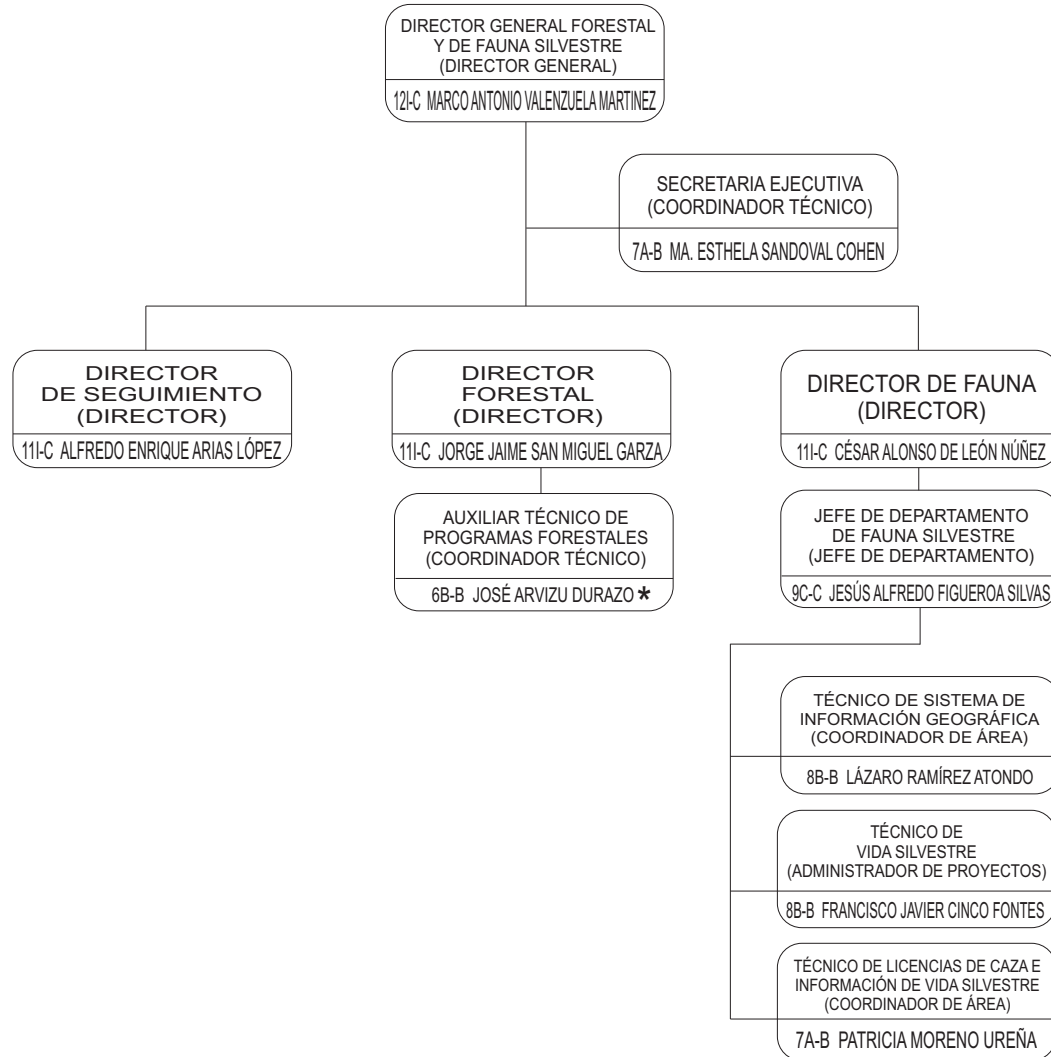 DIRECTOR GENERAL FORESTAL
Y DE FAUNA SILVESTRE
(DIRECTOR GENERAL)
12I-C MARCO ANTONIO VALENZUELA MARTINEZ
SECRETARIA EJECUTIVA
(COORDINADOR TÉCNICO)
7A-B MA. ESTHELA SANDOVAL COHEN
DIRECTOR
DE SEGUIMIENTO
(DIRECTOR)
11I-C ALFREDO ENRIQUE ARIAS LÓPEZ
DIRECTOR
FORESTAL
(DIRECTOR)
11I-C JORGE JAIME SAN MIGUEL GARZA
DIRECTOR DE FAUNA
(DIRECTOR)
11I-C CÉSAR ALONSO DE LEÓN NÚÑEZ
AUXILIAR TÉCNICO DE
PROGRAMAS FORESTALES
(COORDINADOR TÉCNICO)
6B-B JOSÉ ARVIZU DURAZO *
JEFE DE DEPARTAMENTO
DE FAUNA SILVESTRE
(JEFE DE DEPARTAMENTO)
9C-C JESÚS ALFREDO FIGUEROA SILVAS
TÉCNICO DE SISTEMA DE
INFORMACIÓN GEOGRÁFICA
(COORDINADOR DE ÁREA)
8B-B LÁZARO RAMÍREZ ATONDO
TÉCNICO DE
VIDA SILVESTRE
(ADMINISTRADOR DE PROYECTOS)
8B-B FRANCISCO JAVIER CINCO FONTES
TÉCNICO DE LICENCIAS DE CAZA E
INFORMACIÓN DE VIDA SILVESTRE
(COORDINADOR DE ÁREA)
7A-B PATRICIA MORENO UREÑA